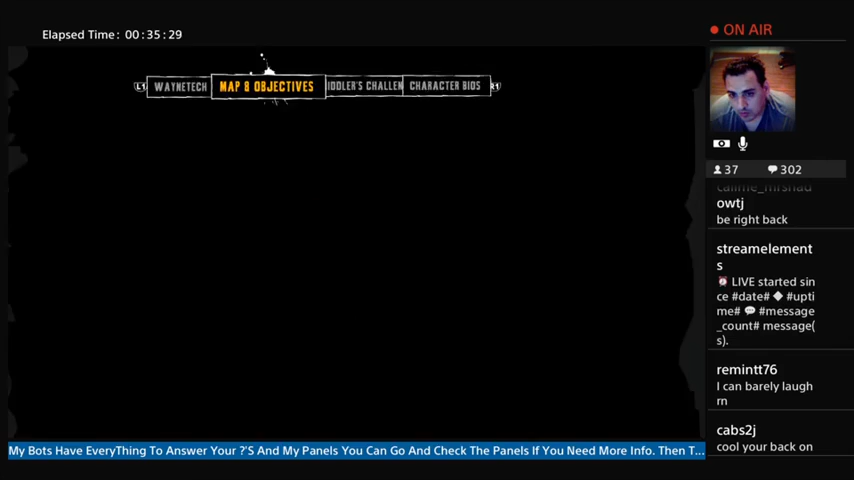 Elapsed Time: 00:35:29
ON AIR
L1 WAYNETECH MAP & OBJECTIVES IDDLER'S CHALLEN CHARACTER BIOS R1
37 302
callme_mrshad
owtj
be right back
streamelement
s
⏰ LIVE started sin
ce #date# ◆ #upti
me# 💬 #message
_count# message(
s).
remintt76
I can barely laugh
rn
cabs2j
cool your back on
My Bots Have EveryThing To Answer Your ?'S And My Panels You Can Go And Check The Panels If You Need More Info. Then T...